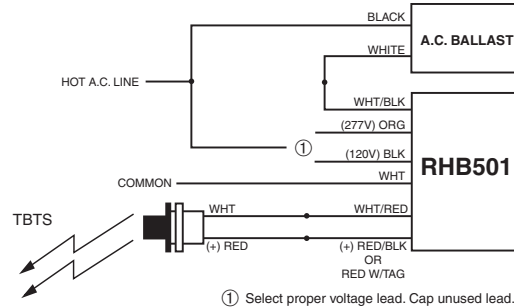 BLACK
A.C. BALLAST
WHITE
HOT A.C. LINE
WHT/BLK
(277V) ORG
①
(120V) BLK
RHB501
WHT
COMMON
TBTS
WHT
WHT/RED
(+) RED
(+) RED/BLK
OR
RED W/TAG
① Select proper voltage lead. Cap unused lead.